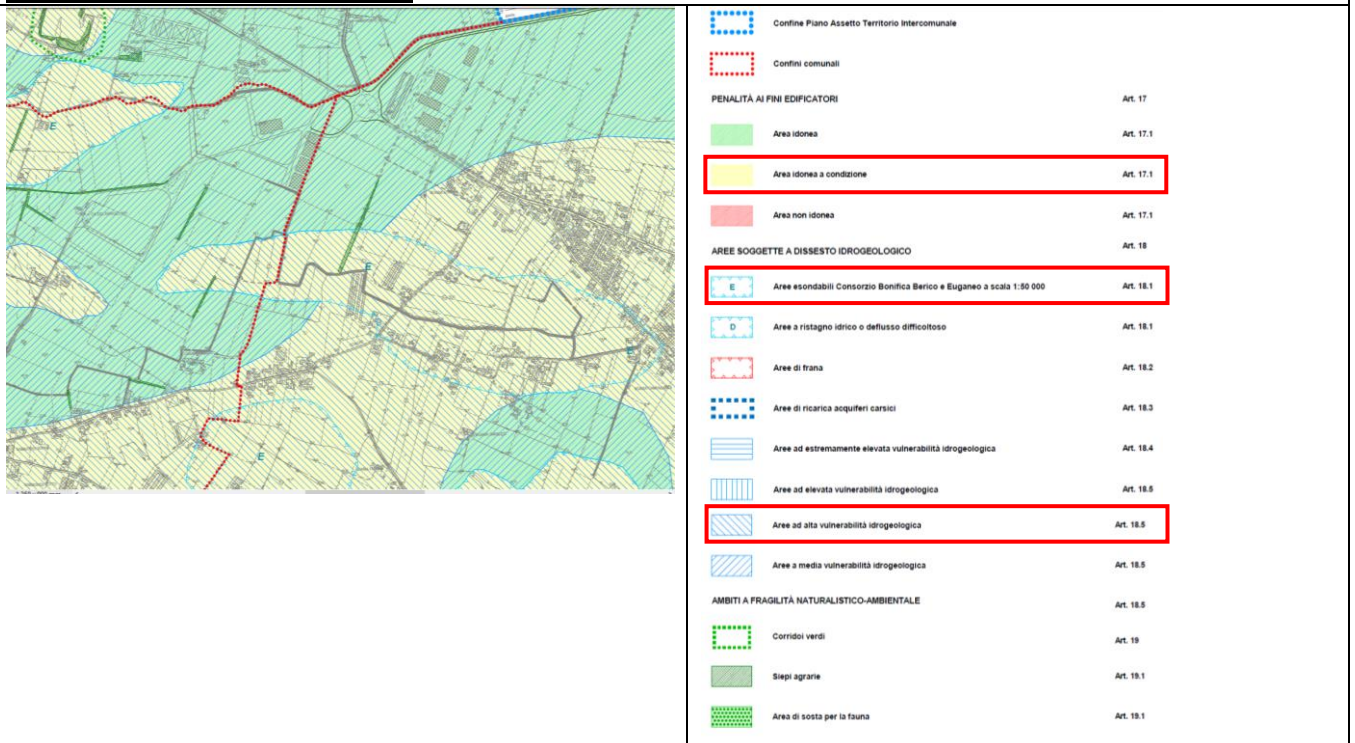 E
E
E
E
Confine Piano Assetto Territorio Intercomunale
Confini comunali
PENALITÀ AI FINI EDIFICATORI Art. 17
Area idonea Art. 17.1
Area idonea a condizione Art. 17.1
Area non idonea Art. 17.1
AREE SOGGETTE A DISSESTO IDROGEOLOGICO Art. 18
E Aree esondabili Consorzio Bonifica Berico e Euganeo a scala 1:50 000 Art. 18.1
D Aree a ristagno idrico o deflusso difficoltoso Art. 18.1
Aree di frana Art. 18.2
Aree di ricarica acquiferi carsici Art. 18.3
Aree ad estremamente elevata vulnerabilità idrogeologica Art. 18.4
Aree ad elevata vulnerabilità idrogeologica Art. 18.5
Aree ad alta vulnerabilità idrogeologica Art. 18.5
Aree a media vulnerabilità idrogeologica Art. 18.5
AMBITI A FRAGILITÀ NATURALISTICO-AMBIENTALE Art. 18.5
Corridoi verdi Art. 19
Siepi agrarie Art. 19.1
Area di sosta per la fauna Art. 19.1